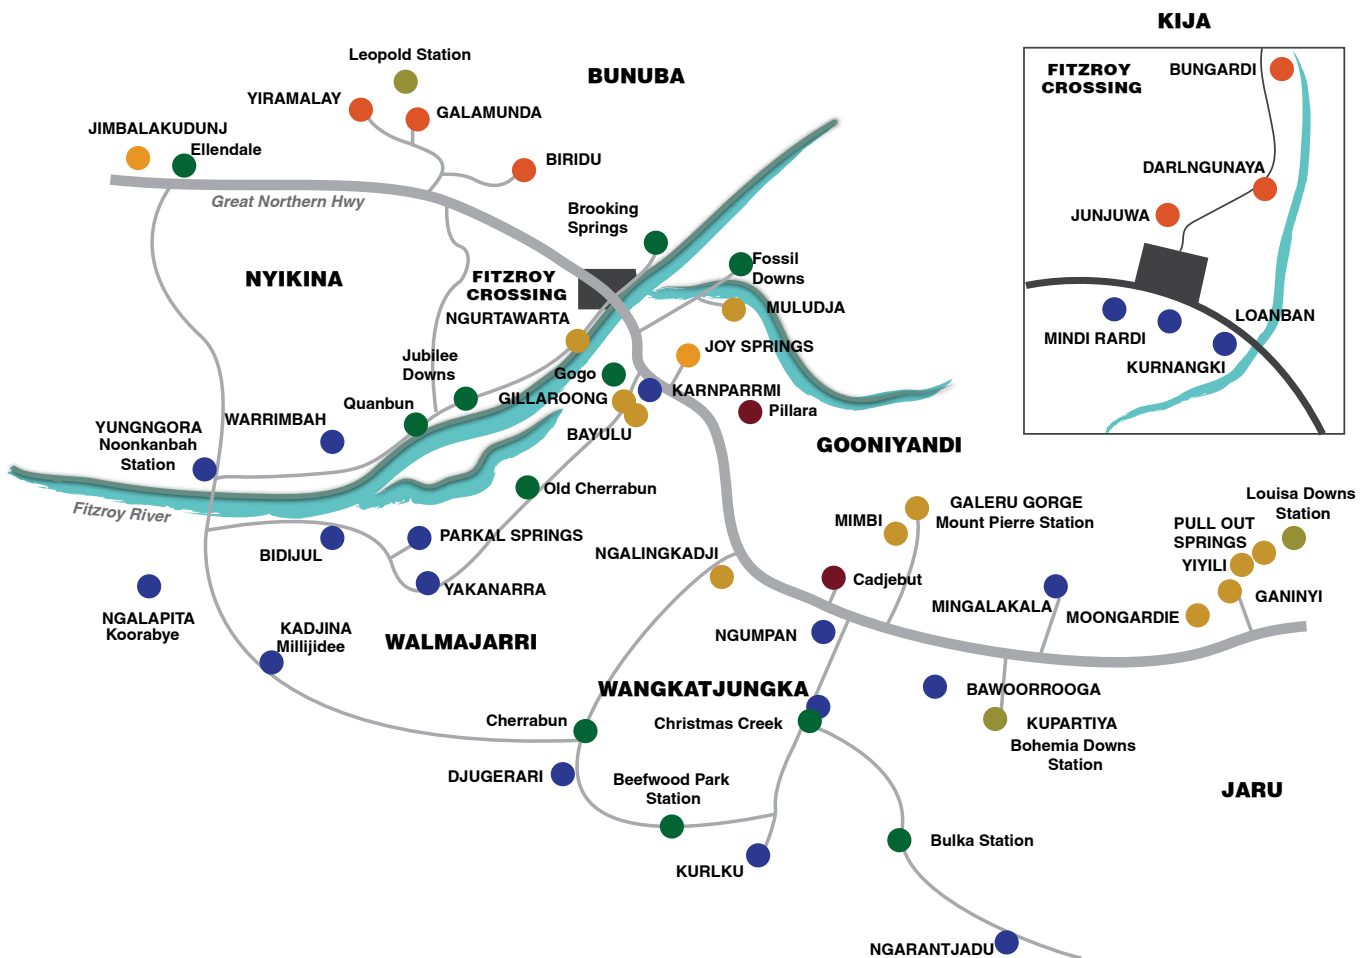 KIJA
Leopold Station
BUNUBA
YIRAMALAY
GALAMUNDA
JIMBALAKUDUNJ
Ellendale
BIRIDU
Great Northern Hwy
Brooking
Springs
NYIKINA
FITZROY
CROSSING
Fossil
Downs
NGURTAWARTA
MULUDJA
JOY SPRINGS
Jubilee
Downs
Gogo
KARNPARRMI
Quanbun
GILLAROONG
Pillara
WARRIMBAH
BAYULU
YUNGNGORA
Noonkanbah
Station
GOONIYANDI
Fitzroy River
Old Cherrabun
FITZROY
CROSSING
BUNGARDI
DARLNGUNAYA
JUNJUWA
LOANBAN
MINDI RARDI
KURNANGKI
GALERU GORGE
Mount Pierre Station
MIMBI
Louisa Downs
Station
PULL OUT
SPRINGS
YIYILI
GANINYI
MOONGARDIE
MINGALAKALA
BIDIJUL
PARKAL SPRINGS
NGALINGKADJI
Cadjebut
YAKANARRA
NGALAPITA
Koorabye
KADJINA
Millijidee
WALMAJARRI
NGUMPAN
WANGKATJUNGKA
BAWOORROOGA
Cherrabun
Christmas Creek
KUPARTIYA
Bohemia Downs
Station
DJUGERARI
Beefwood Park
Station
JARU
Bulka Station
KURLKU
NGARANTJADU